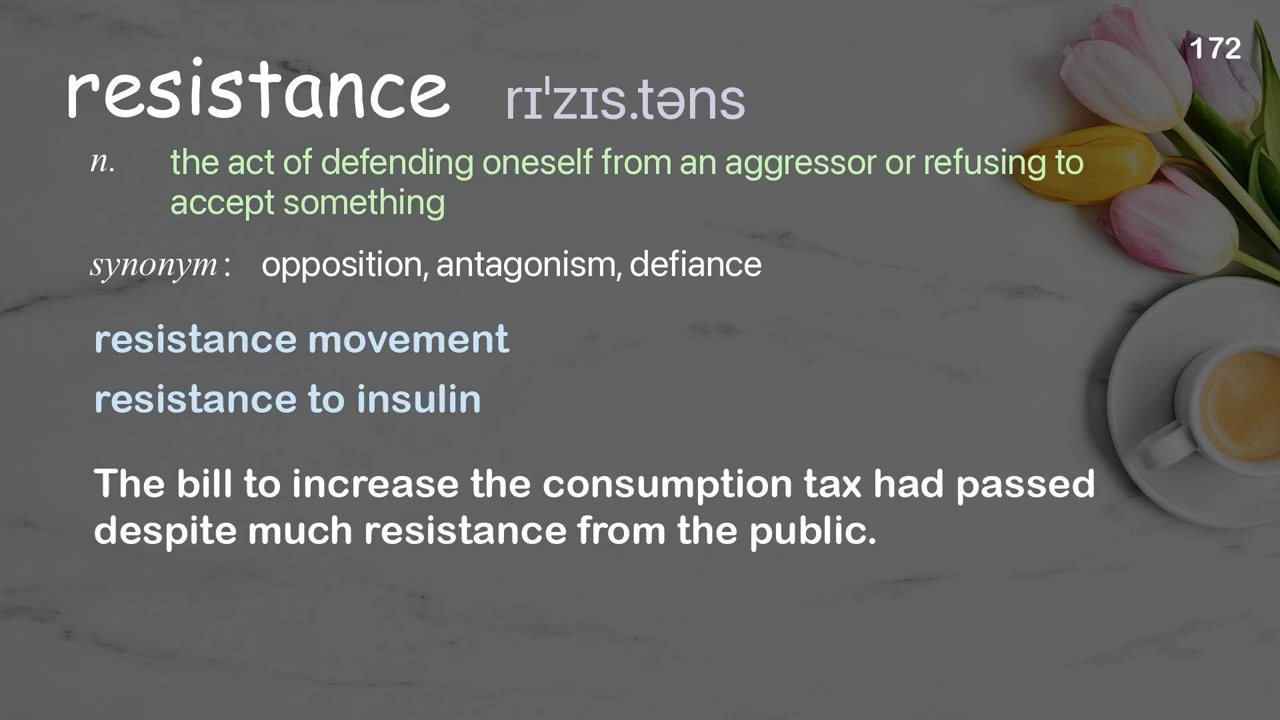 172
resistance rɪˈzɪs.təns
n. the act of defending oneself from an aggressor or refusing to
accept something
synonym: opposition, antagonism, defiance
resistance movement
resistance to insulin
The bill to increase the consumption tax had passed
despite much resistance from the public.